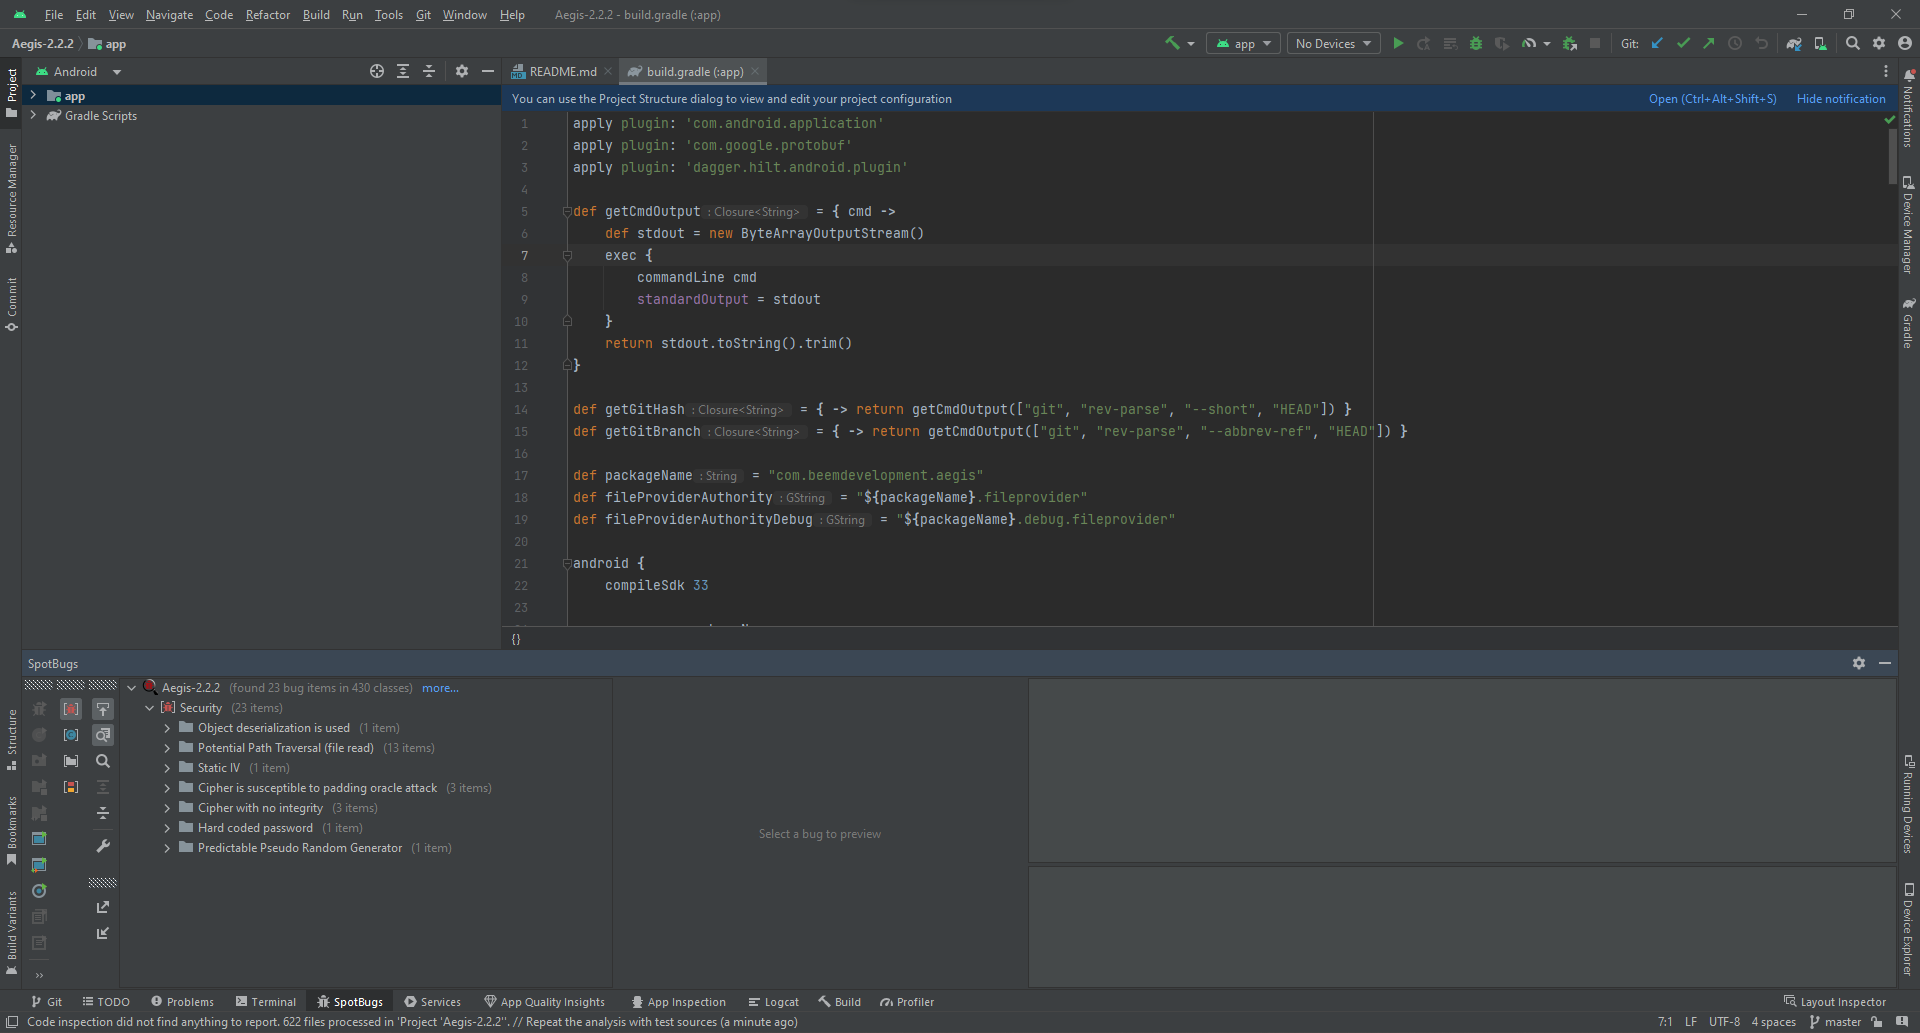 File Edit View Navigate Code Refactor Build Run Tools Git Window Help Aegis-2.2.2 - build.gradle (:app)
Aegis-2.2.2 app
app No Devices Git:
Android
README.md build.gradle (:app)
app
Gradle Scripts
You can use the Project Structure dialog to view and edit your project configuration Open (Ctrl+Alt+Shift+S) Hide notification
1 apply plugin: 'com.android.application'
2 apply plugin: 'com.google.protobuf'
3 apply plugin: 'dagger.hilt.android.plugin'
4
5 def getCmdOutput : Closure<String> = { cmd ->
6 def stdout = new ByteArrayOutputStream()
7 exec {
8 commandLine cmd
9 standardOutput = stdout
10 }
11 return stdout.toString().trim()
12 }
13
14 def getGitHash : Closure<String> = { -> return getCmdOutput(["git", "rev-parse", "--short", "HEAD"]) }
15 def getGitBranch : Closure<String> = { -> return getCmdOutput(["git", "rev-parse", "--abbrev-ref", "HEAD"]) }
16
17 def packageName : String = "com.beemdevelopment.aegis"
18 def fileProviderAuthority : GString = "${packageName}.fileprovider"
19 def fileProviderAuthorityDebug : GString = "${packageName}.debug.fileprovider"
20
21 android {
22 compileSdk 33
23
{}
Project
Resource Manager
Commit
Structure
Bookmarks
Build Variants
Notifications
Device Manager
Gradle
Running Devices
Device Explorer
SpotBugs
Aegis-2.2.2 (found 23 bug items in 430 classes) more...
Security (23 items)
Object deserialization is used (1 item)
Potential Path Traversal (file read) (13 items)
Static IV (1 item)
Cipher is susceptible to padding oracle attack (3 items)
Cipher with no integrity (3 items)
Hard coded password (1 item)
Predictable Pseudo Random Generator (1 item)
Select a bug to preview
Git TODO Problems Terminal SpotBugs Services App Quality Insights App Inspection Logcat Build Profiler Layout Inspector
Code inspection did not find anything to report. 622 files processed in 'Project 'Aegis-2.2.2''. // Repeat the analysis with test sources (a minute ago) 7:1 LF UTF-8 4 spaces master